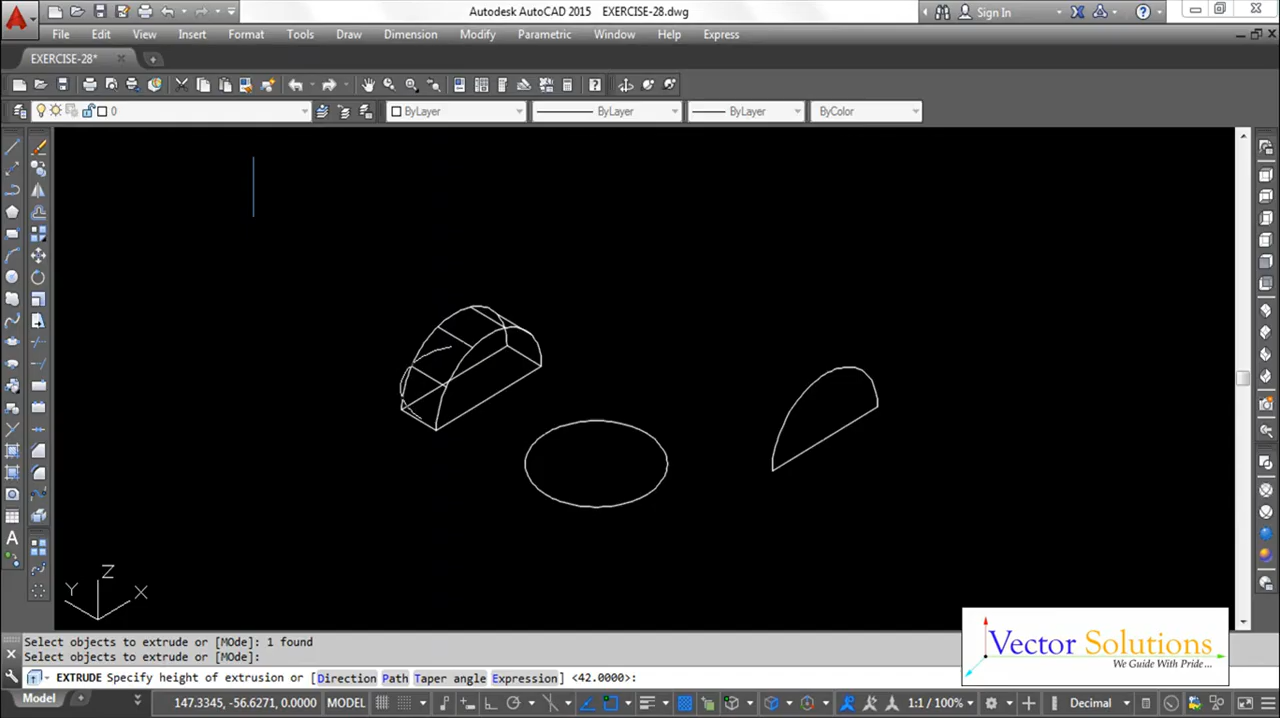 Autodesk AutoCAD 2015 EXERCISE-28.dwg
Sign In
File Edit View Insert Format Tools Draw Dimension Modify Parametric Window Help Express
EXERCISE-28*
0 ByLayer ByLayer ByLayer ByColor
Z
Y X
A
Select objects to extrude or [MOde]: 1 found
Select objects to extrude or [MOde]:
EXTRUDE Specify height of extrusion or [Direction Path Taper angle Expression] <42.0000>:
Vector Solutions
We Guide With Pride...
Model
147.3345, -56.6271, 0.0000 MODEL 1:1 / 100% Decimal